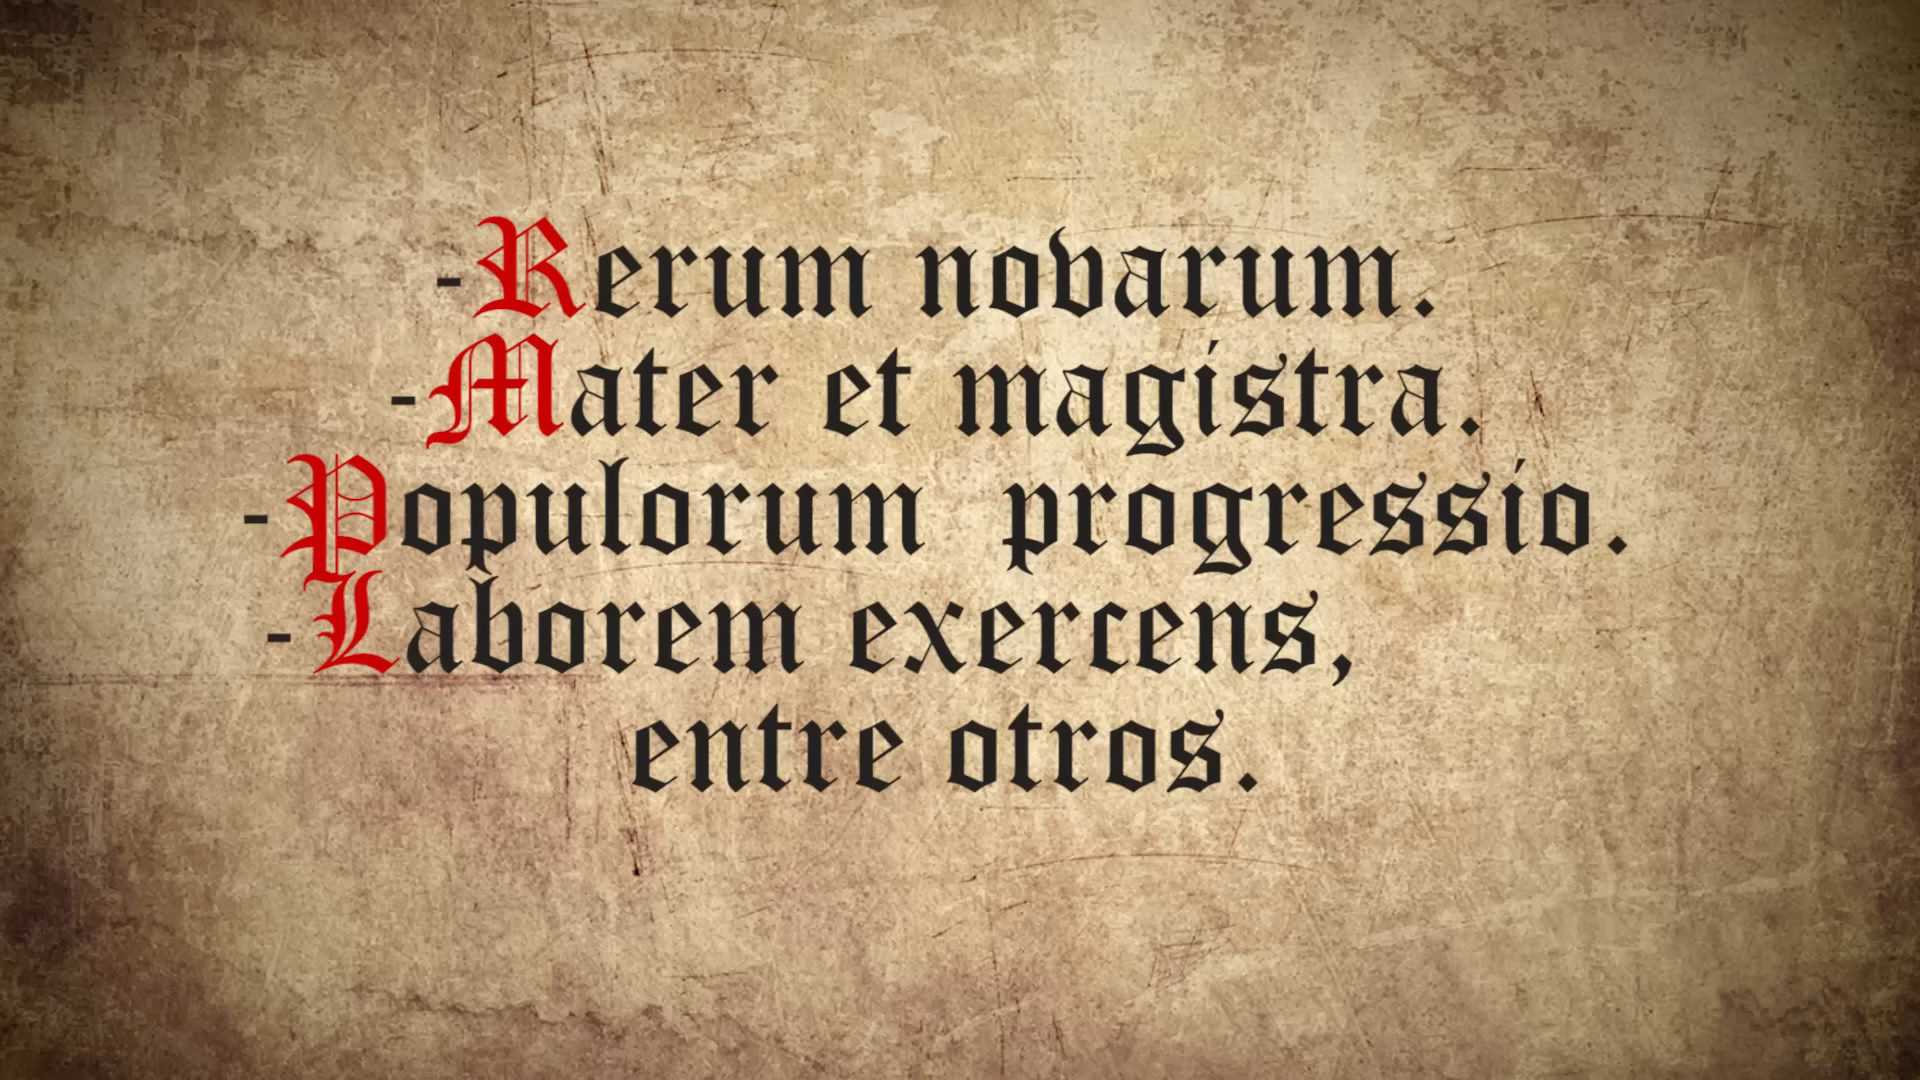 -Rerum novarum.
-Mater et magistra.
-Populorum progressio.
-Laborem exercens,
entre otros.